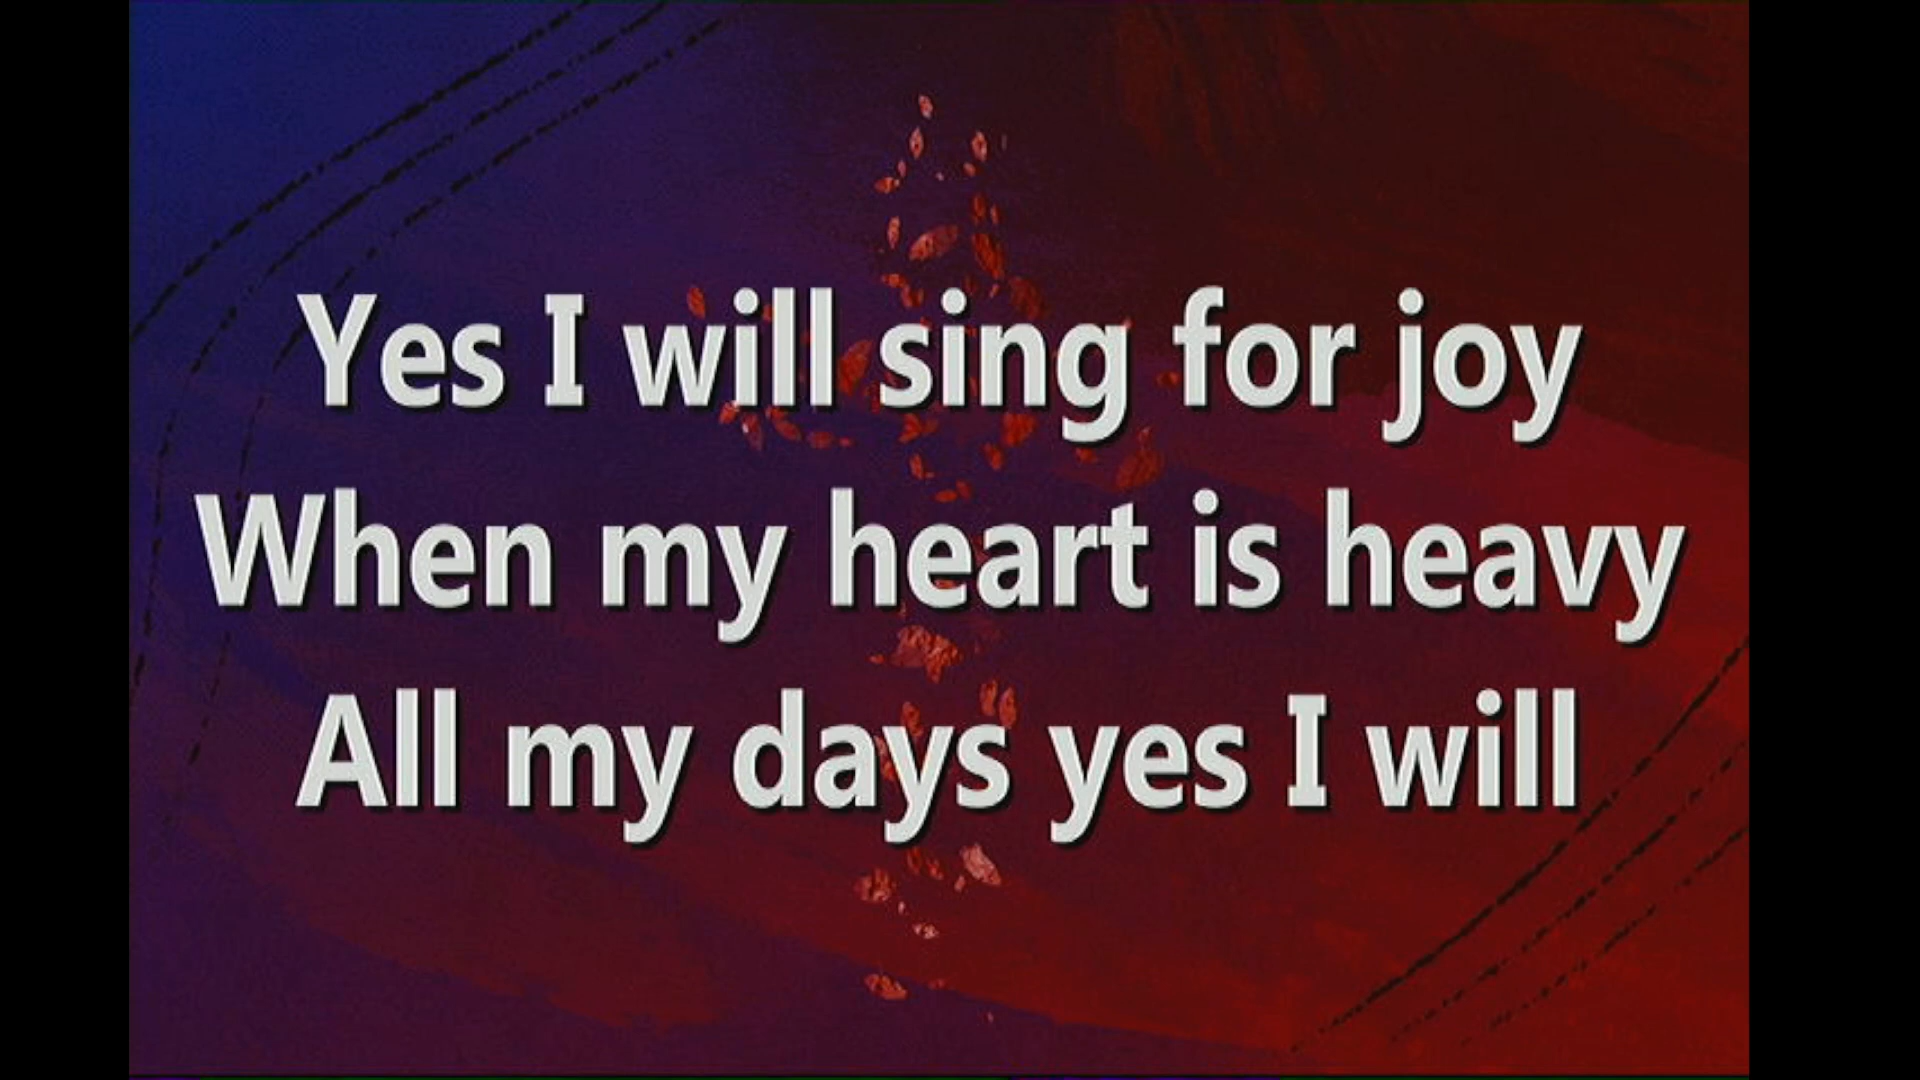 Yes I will sing for joy
When my heart is heavy
All my days yes I will